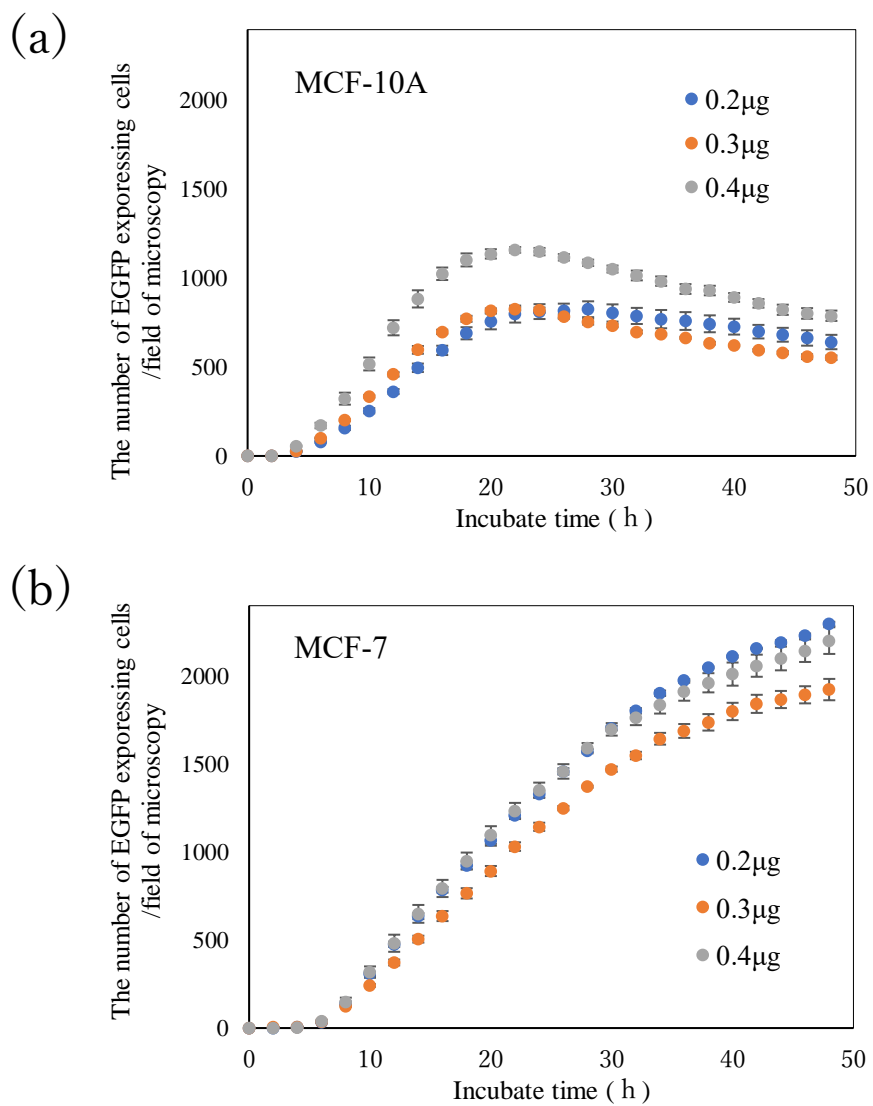 (a)
MCF-10A
0.2μg
0.3μg
0.4μg
The number of EGFP exporessing cells
/field of microscopy
2000
1500
1000
500
0
0 10 20 30 40 50
Incubate time ( h )
(b)
MCF-7
0.2μg
0.3μg
0.4μg
The number of EGFP exporessing cells
/field of microscopy
2000
1500
1000
500
0
0 10 20 30 40 50
Incubate time ( h )